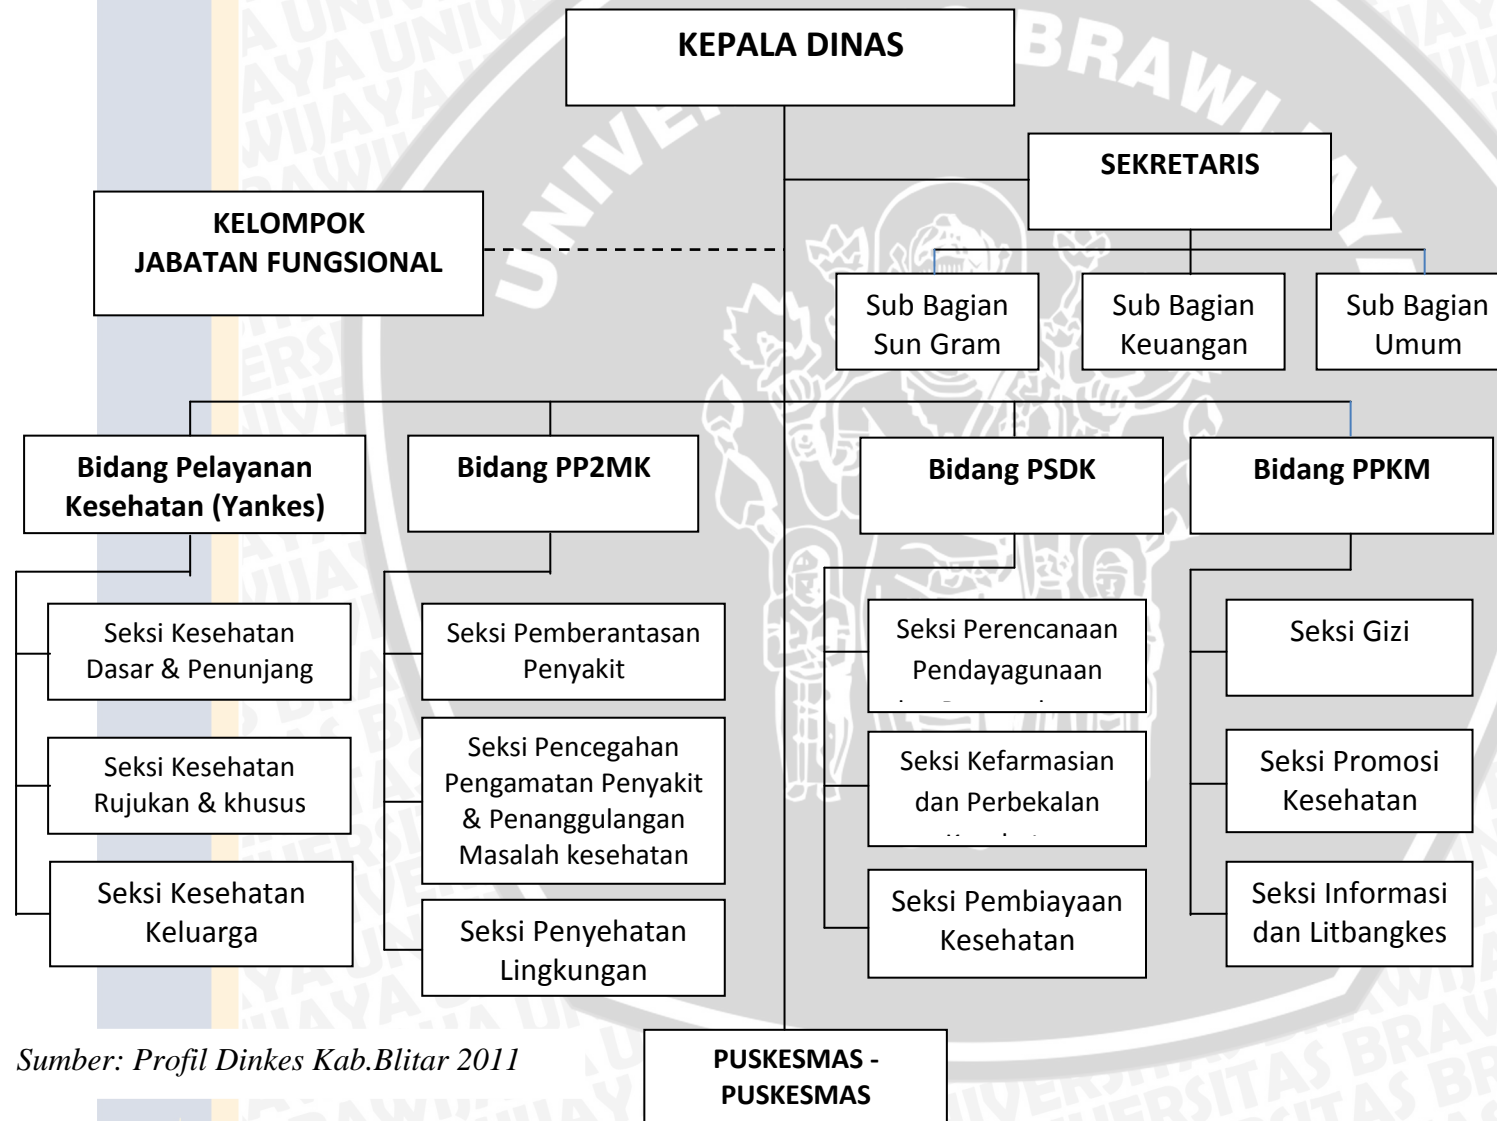 KEPALA DINAS
SEKRETARIS
KELOMPOK
JABATAN FUNGSIONAL
Sub Bagian
Sun Gram
Sub Bagian
Keuangan
Sub Bagian
Umum
Bidang Pelayanan
Kesehatan (Yankes)
Bidang PP2MK
Bidang PSDK
Bidang PPKM
Seksi Kesehatan
Dasar & Penunjang
Seksi Kesehatan
Rujukan & khusus
Seksi Kesehatan
Keluarga
Seksi Pemberantasan
Penyakit
Seksi Pencegahan
Pengamatan Penyakit
& Penanggulangan
Masalah kesehatan
Seksi Penyehatan
Lingkungan
Seksi Perencanaan
Pendayagunaan
Seksi Kefarmasian
dan Perbekalan
Seksi Pembiayaan
Kesehatan
Seksi Gizi
Seksi Promosi
Kesehatan
Seksi Informasi
dan Litbangkes
PUSKESMAS -
PUSKESMAS
Sumber: Profil Dinkes Kab.Blitar 2011